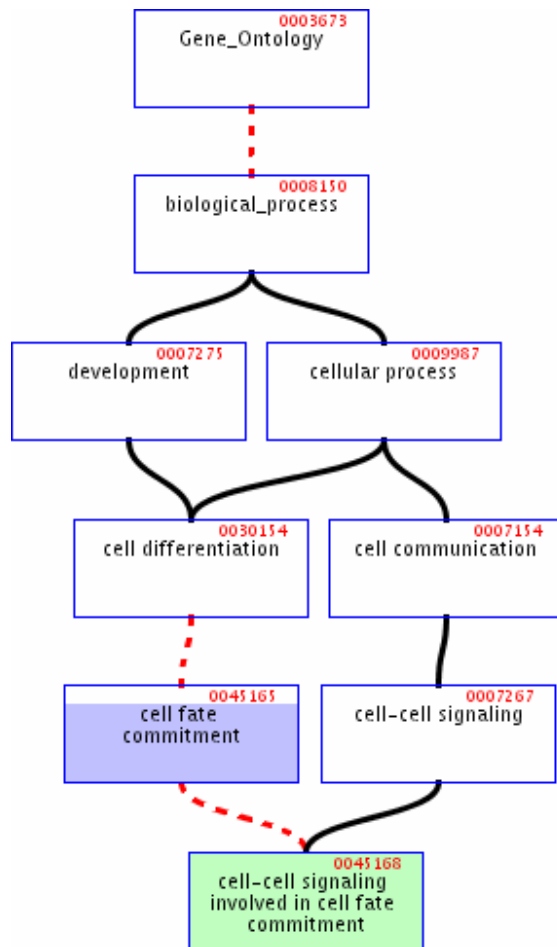 0003673
Gene_Ontology
0008150
biological_process
0007275
development
0009987
cellular process
0030154
cell differentiation
0007154
cell communication
0045165
cell fate
commitment
0007267
cell-cell signaling
0045168
cell-cell signaling
involved in cell fate
commitment